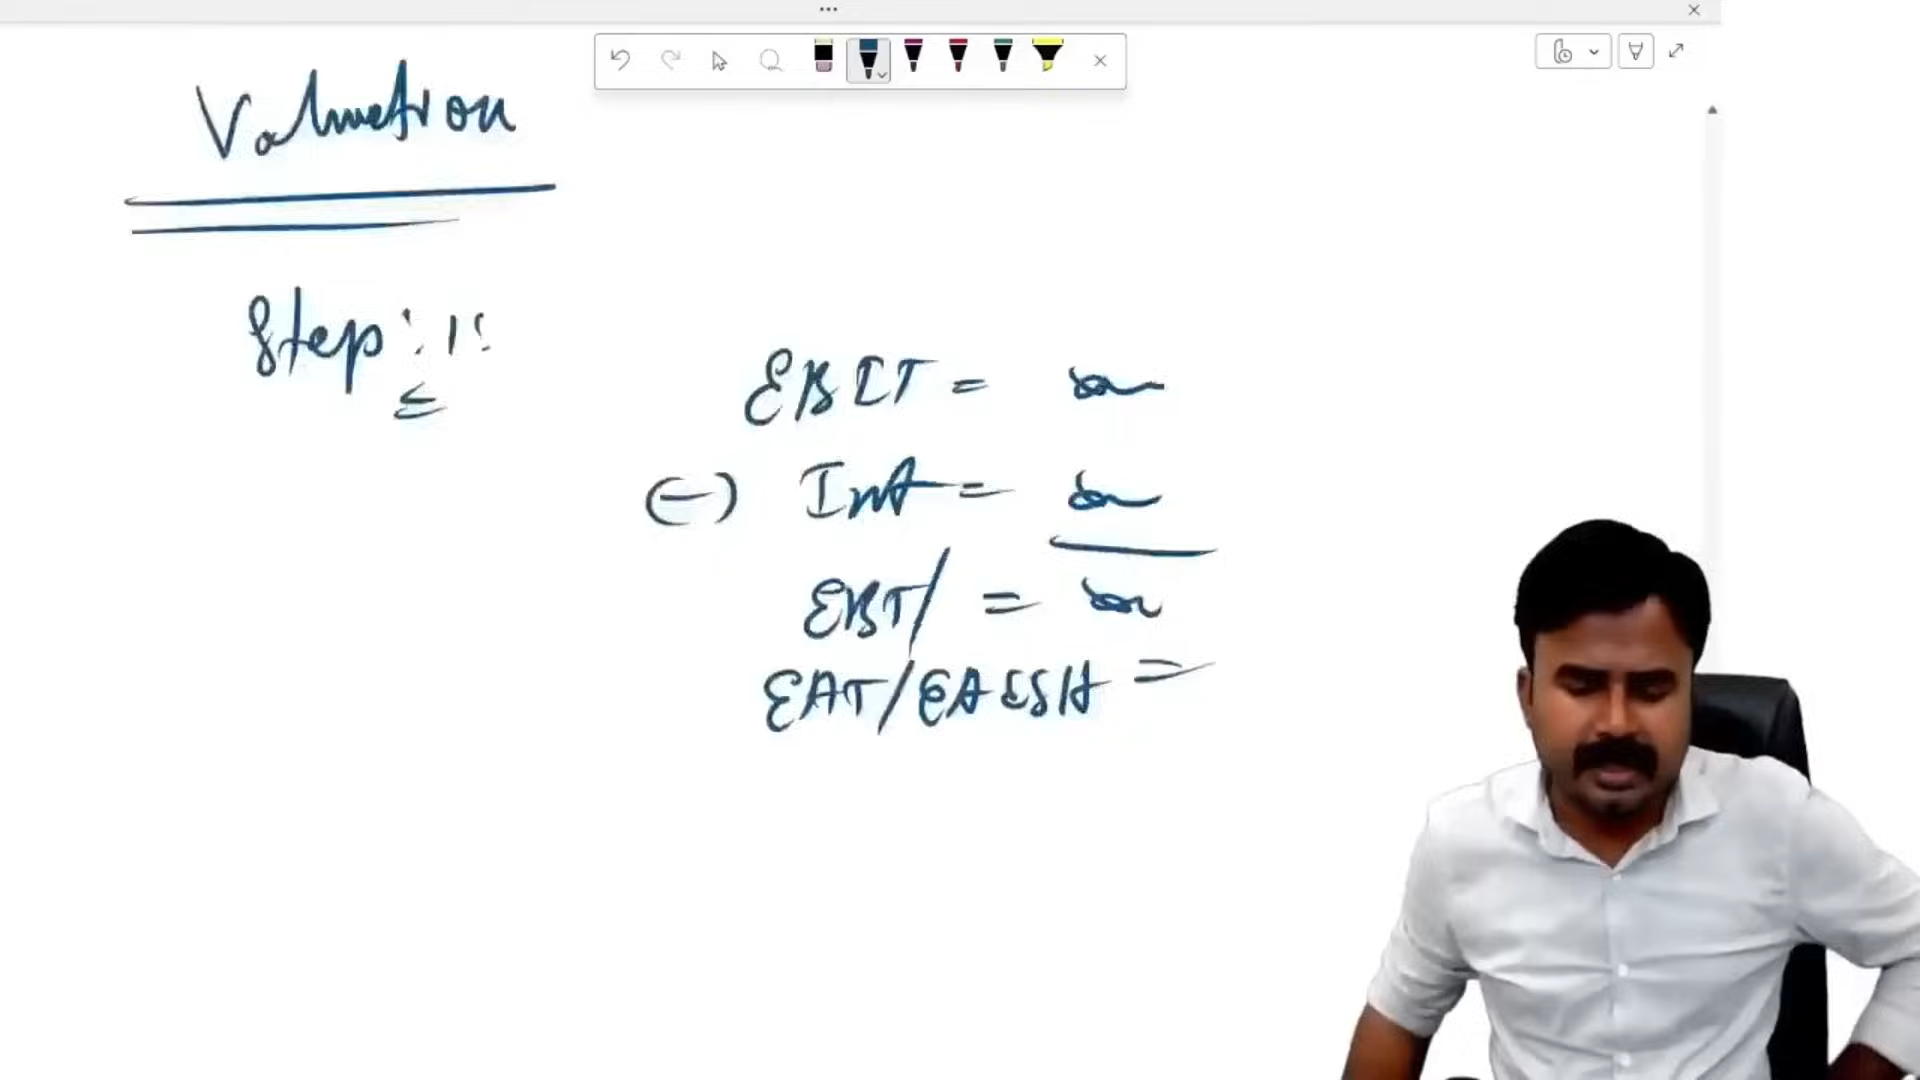 Valuation
Step: 1:
EBIT =
(-) Int =
EBT/ =
EAT/EAESH =